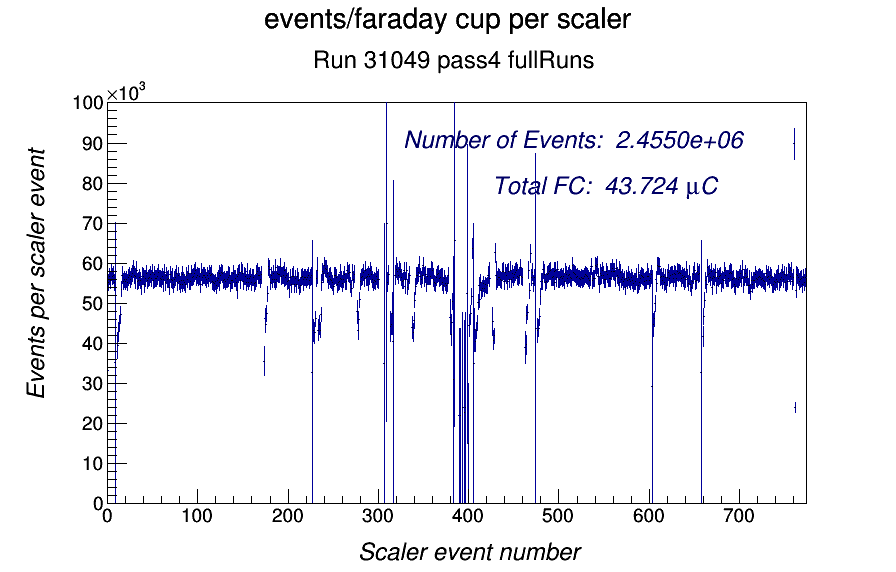 events/faraday cup per scaler
Run 31049 pass4 fullRuns
×10³
100
90
80
70
60
50
40
30
20
10
0
Events per scaler event
Number of Events: 2.4550e+06
Total FC: 43.724 μC
0 100 200 300 400 500 600 700
Scaler event number